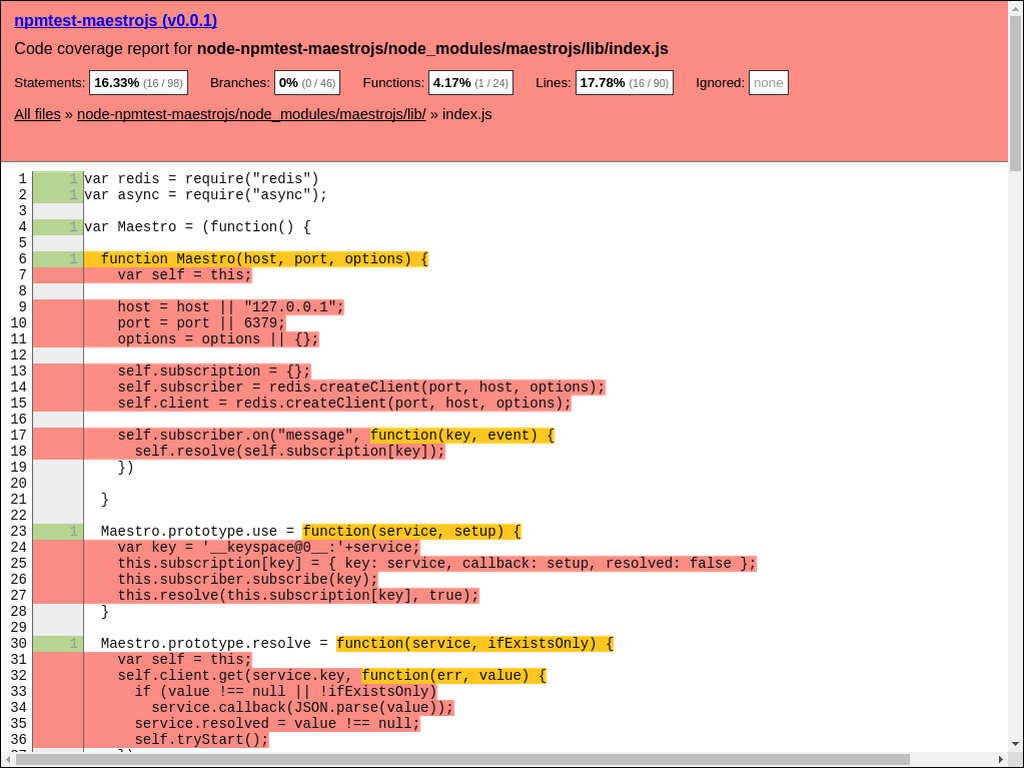 npmtest-maestrojs (v0.0.1)
Code coverage report for node-npmtest-maestrojs/node_modules/maestrojs/lib/index.js
Statements: 16.33% (16 / 98) Branches: 0% (0 / 46) Functions: 4.17% (1 / 24) Lines: 17.78% (16 / 90) Ignored: none
All files » node-npmtest-maestrojs/node_modules/maestrojs/lib/ » index.js
1 1 var redis = require("redis")
2 1 var async = require("async");
3
4 1 var Maestro = (function() {
5
6 1 function Maestro(host, port, options) {
7 var self = this;
8
9 host = host || "127.0.0.1";
10 port = port || 6379;
11 options = options || {};
12
13 self.subscription = {};
14 self.subscriber = redis.createClient(port, host, options);
15 self.client = redis.createClient(port, host, options);
16
17 self.subscriber.on("message", function(key, event) {
18 self.resolve(self.subscription[key]);
19 })
20
21 }
22
23 1 Maestro.prototype.use = function(service, setup) {
24 var key = '__keyspace@0__:'+service;
25 this.subscription[key] = { key: service, callback: setup, resolved: false };
26 this.subscriber.subscribe(key);
27 this.resolve(this.subscription[key], true);
28 }
29
30 1 Maestro.prototype.resolve = function(service, ifExistsOnly) {
31 var self = this;
32 self.client.get(service.key, function(err, value) {
33 if (value !== null || !ifExistsOnly)
34 service.callback(JSON.parse(value));
35 service.resolved = value !== null;
36 self.tryStart();